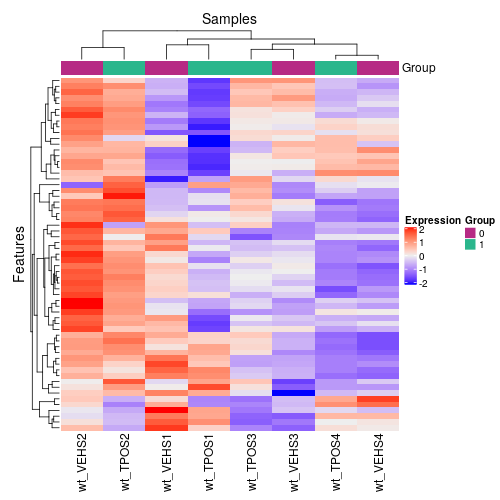 Samples
Group
Features
Expression
2
1
0
-1
-2
Group
0
1
wt_VEHS2
wt_TPOS2
wt_VEHS1
wt_TPOS1
wt_TPOS3
wt_VEHS3
wt_TPOS4
wt_VEHS4